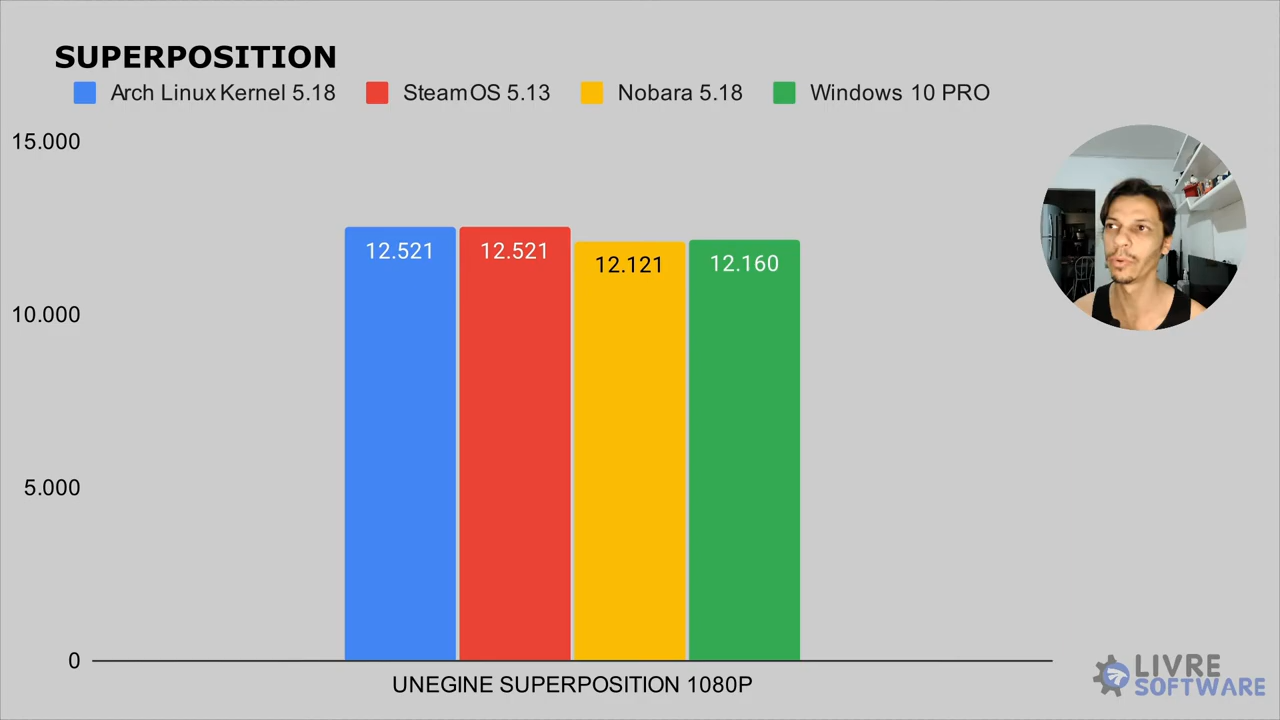 SUPERPOSITION
Arch Linux Kernel 5.18 SteamOS 5.13 Nobara 5.18 Windows 10 PRO
15.000
12.521 12.521 12.121 12.160
10.000
5.000
0
UNEGINE SUPERPOSITION 1080P
LIVRE
SOFTWARE